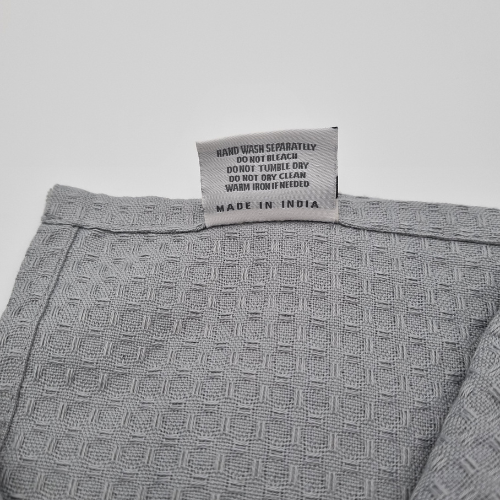 HAND WASH SEPARATELY
DO NOT BLEACH
DO NOT TUMBLE DRY
DO NOT DRY CLEAN
WARM IRON IF NEEDED
MADE IN INDIA